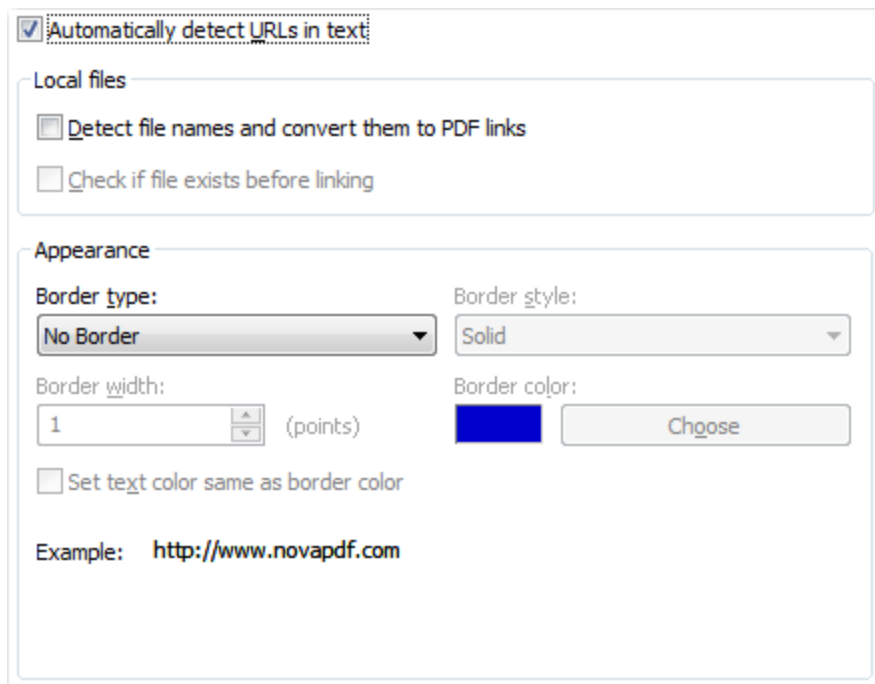 Automatically detect URLs in text
Local files
Detect file names and convert them to PDF links
Check if file exists before linking
Appearance
Border type: Border style:
No Border Solid
Border width: Border color:
1 (points) Choose
Set text color same as border color
Example: http://www.novapdf.com